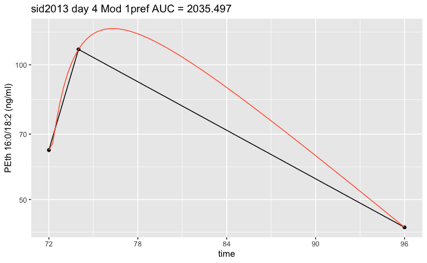 sid2013 day 4 Mod 1pref AUC = 2035.497
PEth 16:0/18:2 (ng/ml)
100
70
50
72
78
84
90
96
time